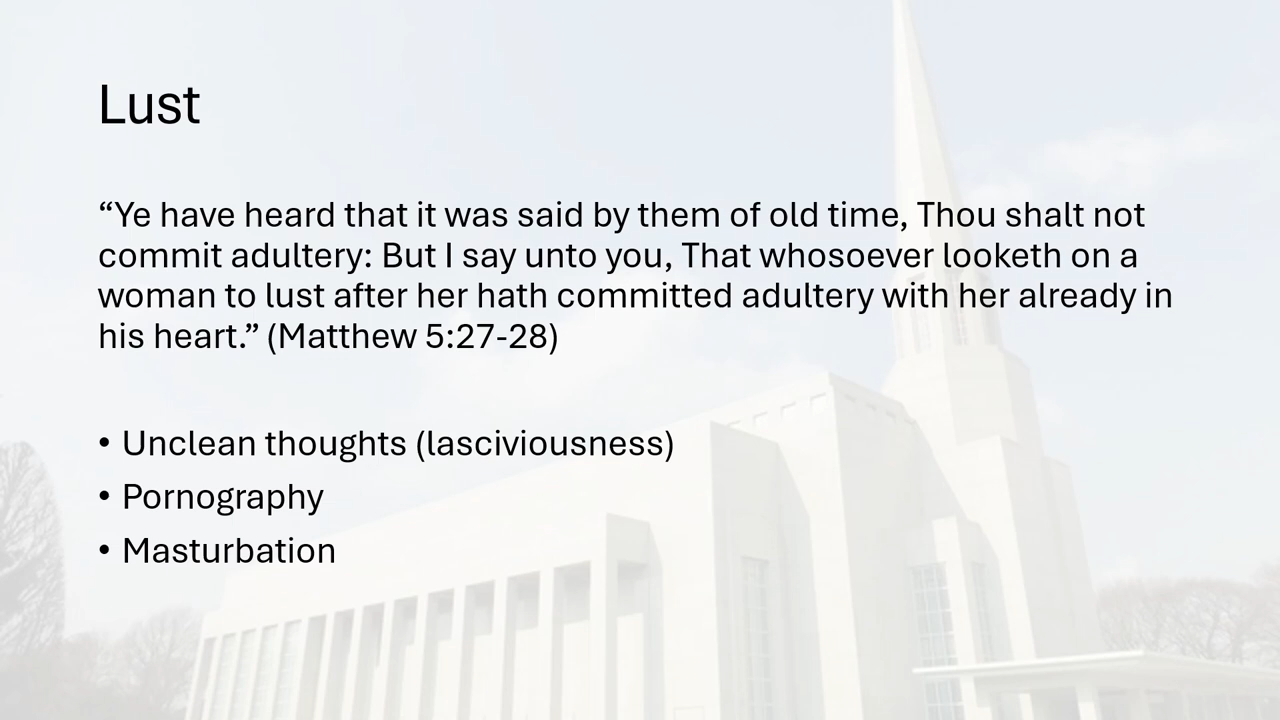 Lust
“Ye have heard that it was said by them of old time, Thou shalt not
commit adultery: But I say unto you, That whosoever looketh on a
woman to lust after her hath committed adultery with her already in
his heart.” (Matthew 5:27-28)
• Unclean thoughts (lasciviousness)
• Pornography
• Masturbation